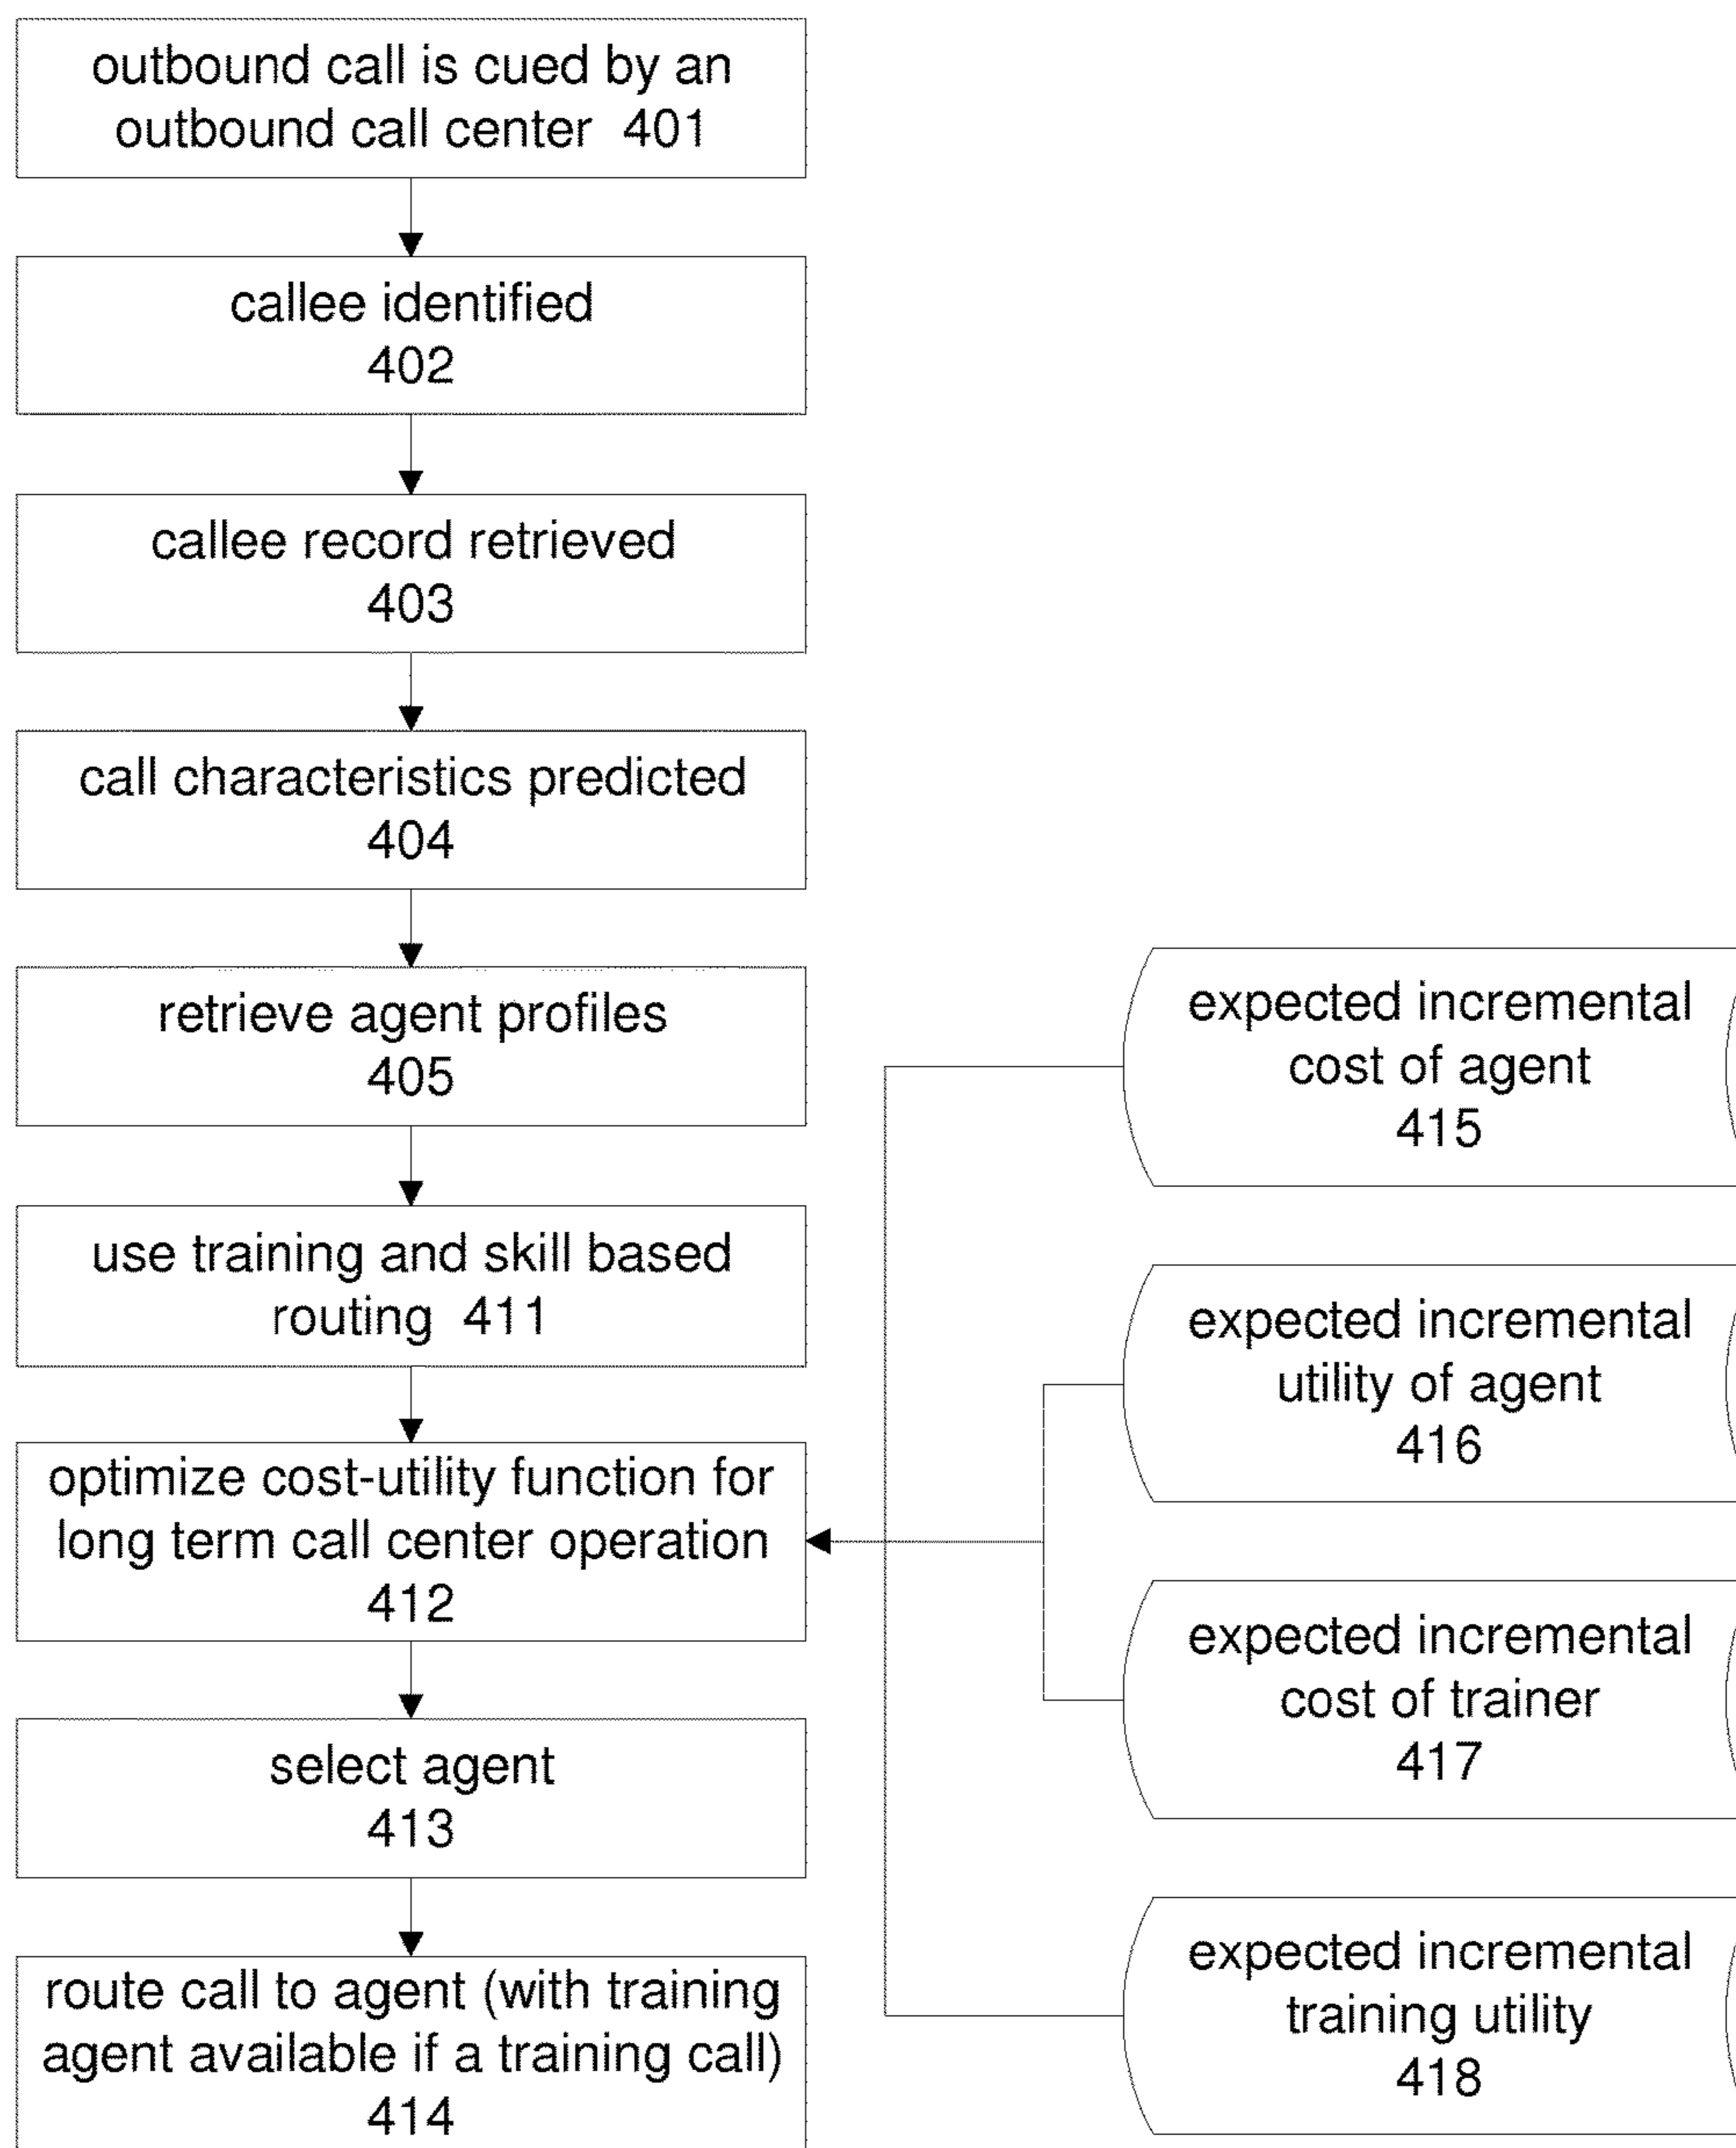 outbound call is cued by an
outbound call center 401
callee identified
402
callee record retrieved
403
call characteristics predicted
404
retrieve agent profiles
405
use training and skill based
routing 411
optimize cost-utility function for
long term call center operation
412
select agent
413
route call to agent (with training
agent available if a training call)
414
expected incremental
cost of agent
415
expected incremental
utility of agent
416
expected incremental
cost of trainer
417
expected incremental
training utility
418